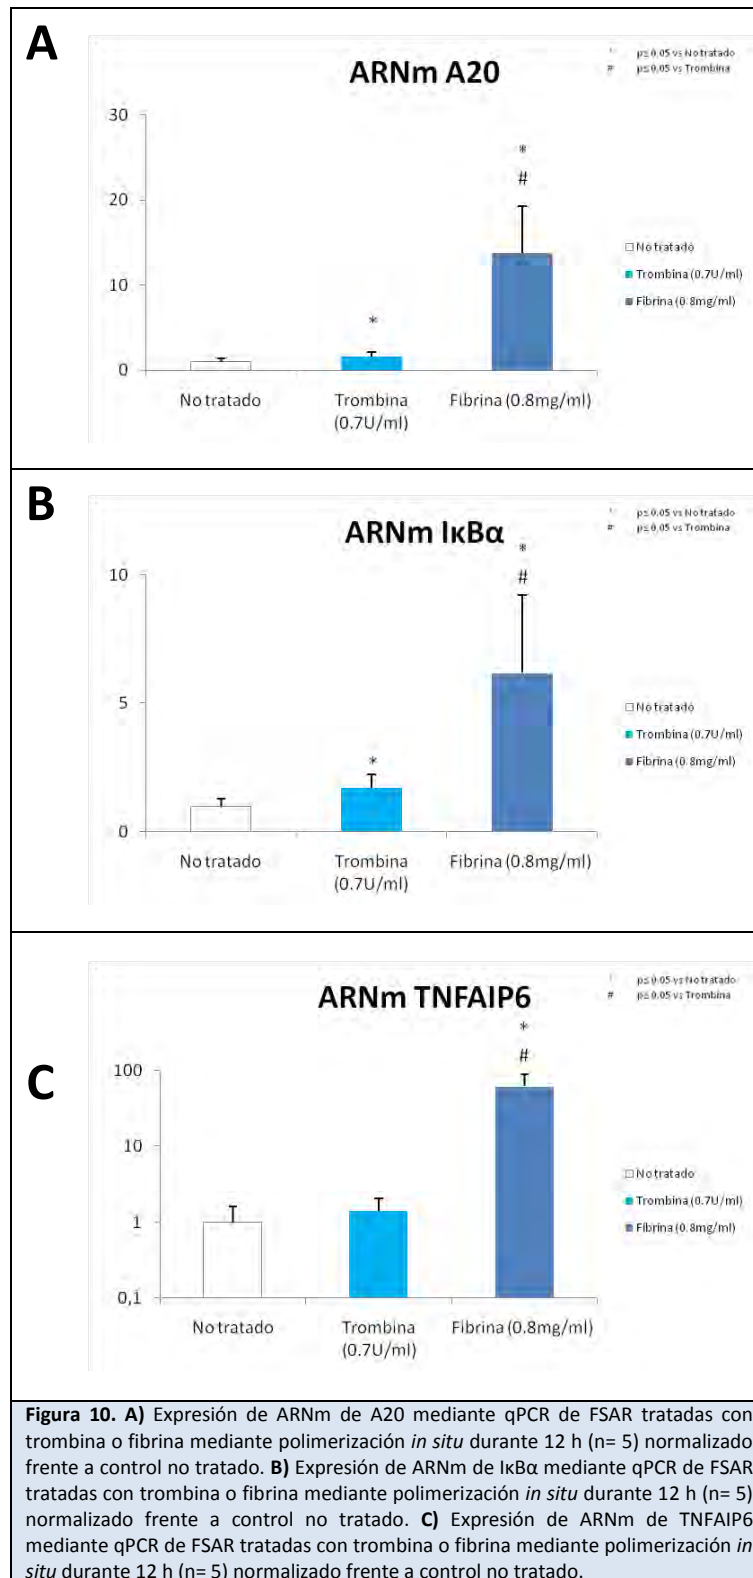 A
ARNm A20
* p≤ 0.05 vs No tratado
# p≤ 0.05 vs Trombina
30
20
10
0
*
*
#
No tratado
Trombina (0.7U/ml)
Fibrina (0.8mg/ml)
No tratado
Trombina
(0.7U/ml)
Fibrina (0.8mg/ml)
B
ARNm IκBα
* p≤ 0.05 vs No tratado
# p≤ 0,05 vs Trombina
10
5
0
*
*
#
No tratado
Trombina (0.7U/ml)
Fibrina (0.8mg/ml)
No tratado
Trombina
(0.7U/ml)
Fibrina (0.8mg/ml)
C
ARNm TNFAIP6
* p≤ 0.05 vs No tratado
# p≤ 0.05 vs Trombina
100
10
1
0,1
*
#
No tratado
Trombina (0.7U/ml)
Fibrina (0.8mg/ml)
No tratado
Trombina
(0.7U/ml)
Fibrina (0.8mg/ml)
Figura 10. A) Expresión de ARNm de A20 mediante qPCR de FSAR tratadas con
trombina o fibrina mediante polimerización in situ durante 12 h (n= 5) normalizado
frente a control no tratado. B) Expresión de ARNm de IκBα mediante qPCR de FSAR
tratadas con trombina o fibrina mediante polimerización in situ durante 12 h (n= 5)
normalizado frente a control no tratado. C) Expresión de ARNm de TNFAIP6
mediante qPCR de FSAR tratadas con trombina o fibrina mediante polimerización in
situ durante 12 h (n= 5) normalizado frente a control no tratado.